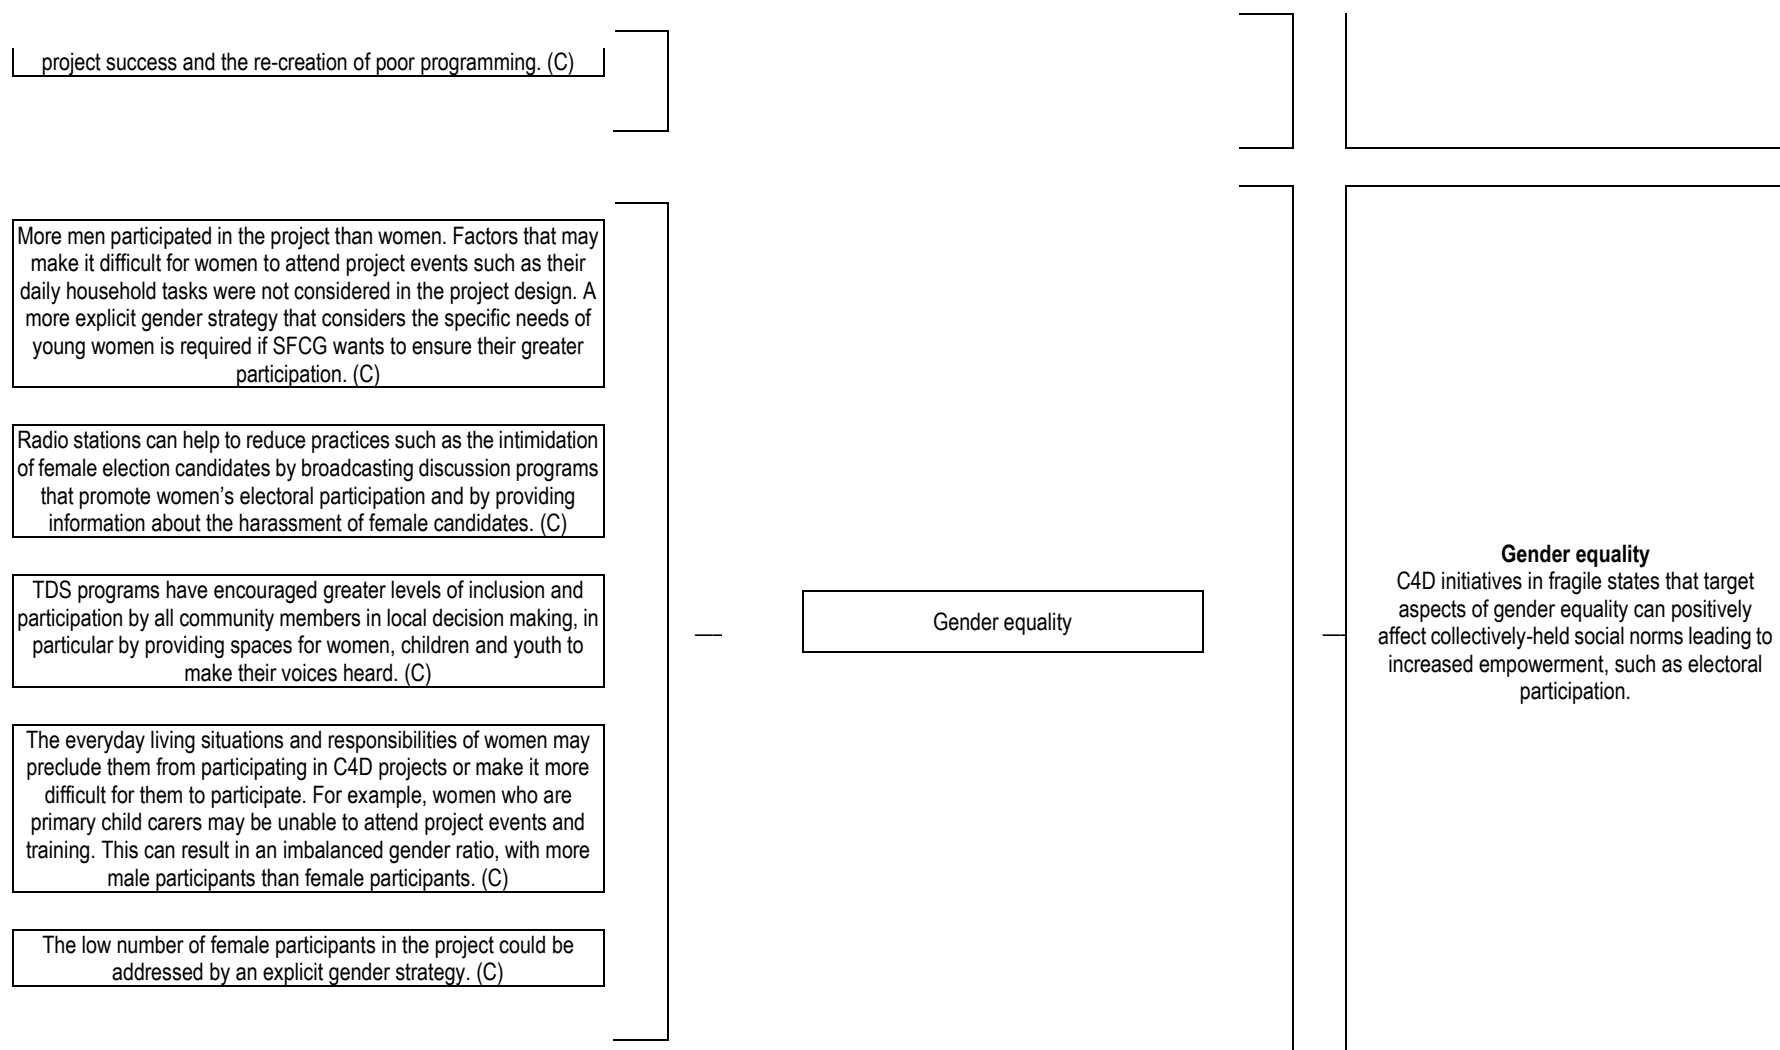 project success and the re-creation of poor programming. (C)
More men participated in the project than women. Factors that may
make it difficult for women to attend project events such as their
daily household tasks were not considered in the project design. A
more explicit gender strategy that considers the specific needs of
young women is required if SFCG wants to ensure their greater
participation. (C)
Radio stations can help to reduce practices such as the intimidation
of female election candidates by broadcasting discussion programs
that promote women’s electoral participation and by providing
information about the harassment of female candidates. (C)
TDS programs have encouraged greater levels of inclusion and
participation by all community members in local decision making, in
particular by providing spaces for women, children and youth to
make their voices heard. (C)
The everyday living situations and responsibilities of women may
preclude them from participating in C4D projects or make it more
difficult for them to participate. For example, women who are
primary child carers may be unable to attend project events and
training. This can result in an imbalanced gender ratio, with more
male participants than female participants. (C)
The low number of female participants in the project could be
addressed by an explicit gender strategy. (C)
Gender equality
Gender equality
C4D initiatives in fragile states that target
aspects of gender equality can positively
affect collectively-held social norms leading to
increased empowerment, such as electoral
participation.